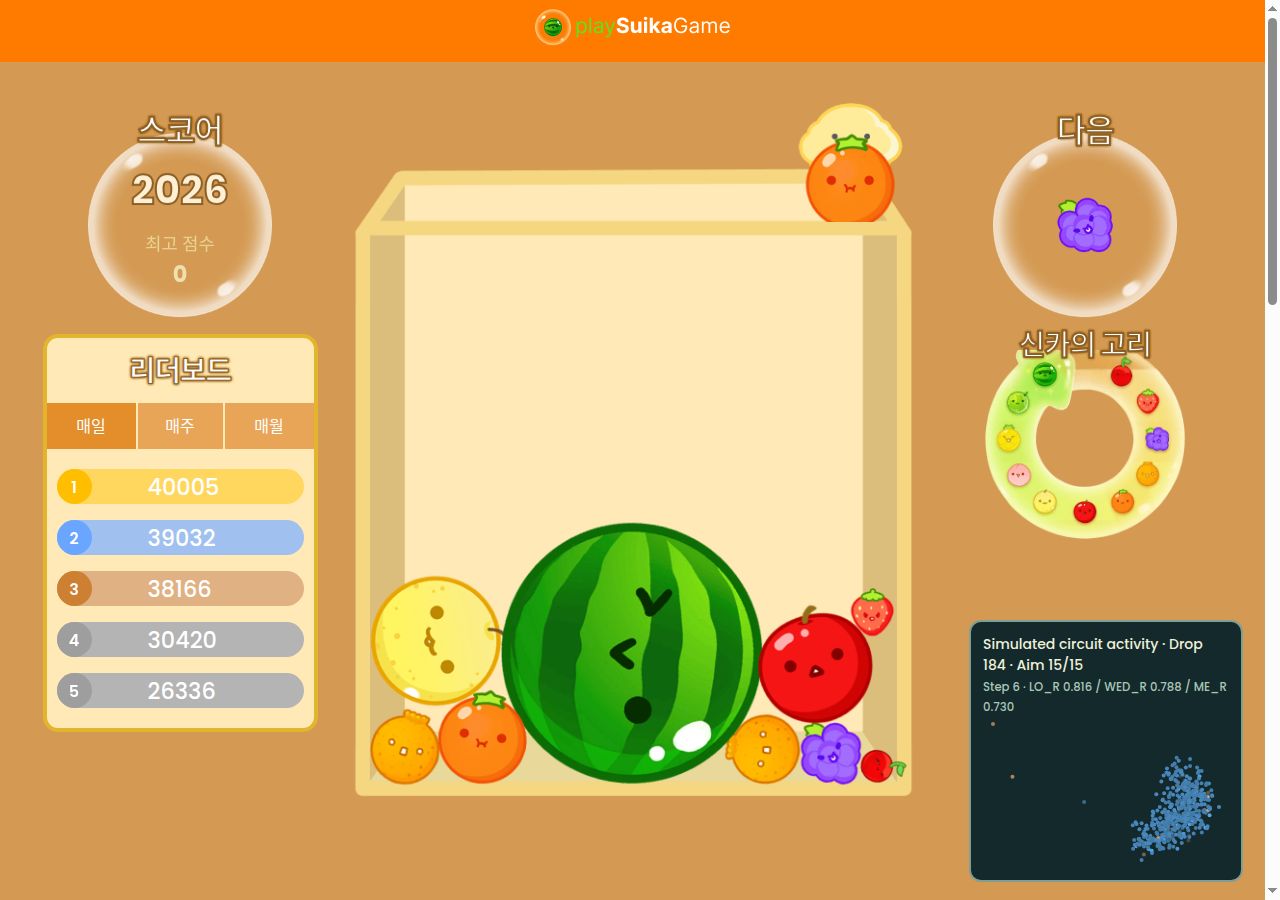 playSuikaGame
스코어
2026
최고 점수
0
다음
신카의 고리
리더보드
매일 매주 매월
1 40005
2 39032
3 38166
4 30420
5 26336
Simulated circuit activity · Drop
184 · Aim 15/15
Step 6 · LO_R 0.816 / WED_R 0.788 / ME_R
0.730